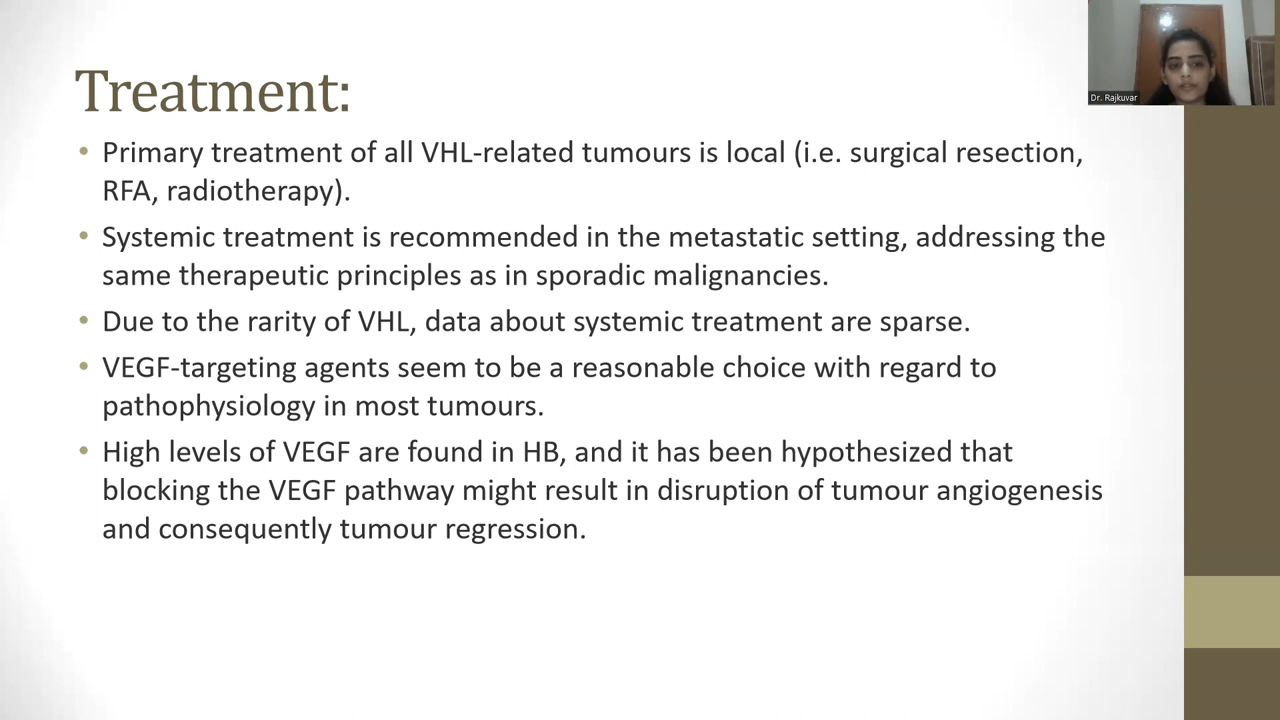 Treatment:
• Primary treatment of all VHL-related tumours is local (i.e. surgical resection,
RFA, radiotherapy).
• Systemic treatment is recommended in the metastatic setting, addressing the
same therapeutic principles as in sporadic malignancies.
• Due to the rarity of VHL, data about systemic treatment are sparse.
• VEGF-targeting agents seem to be a reasonable choice with regard to
pathophysiology in most tumours.
• High levels of VEGF are found in HB, and it has been hypothesized that
blocking the VEGF pathway might result in disruption of tumour angiogenesis
and consequently tumour regression.
Dr. Rajkuvar